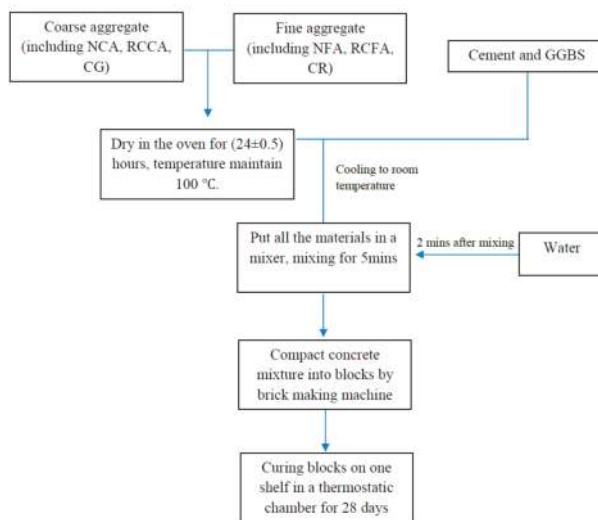 Coarse aggregate
(including NCA, RCCA,
CG)
Fine aggregate
(including NFA, RCFA,
CR)
Cement and GGBS
Dry in the oven for (24±0.5)
hours, temperature maintain
100 ℃.
Cooling to room
temperature
Put all the materials in a
mixer, mixing for 5mins
2 mins after mixing
Water
Compact concrete
mixture into blocks by
brick making machine
Curing blocks on one
shelf in a thermostatic
chamber for 28 days